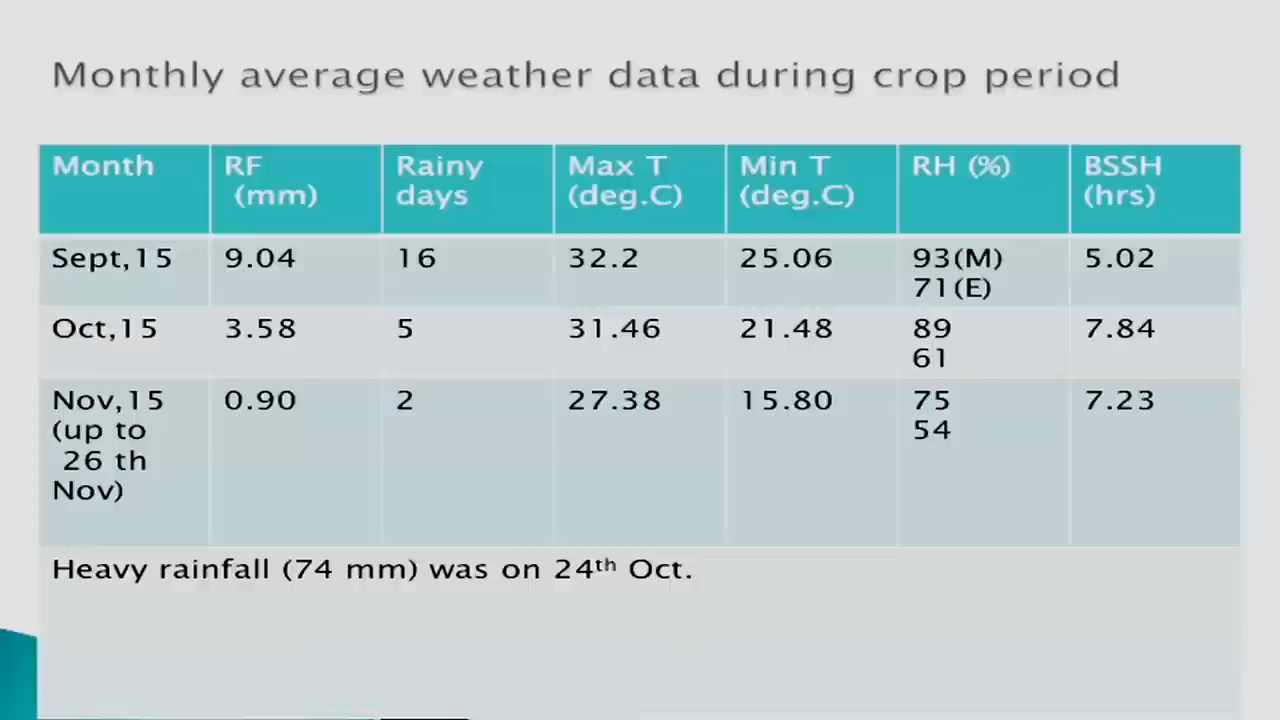 Monthly average weather data during crop period
Month RF (mm) Rainy days Max T (deg.C) Min T (deg.C) RH (%) BSSH (hrs)
Sept,15 9.04 16 32.2 25.06 93(M) 71(E) 5.02
Oct,15 3.58 5 31.46 21.48 89 61 7.84
Nov,15 (up to 26 th Nov) 0.90 2 27.38 15.80 75 54 7.23
Heavy rainfall (74 mm) was on 24th Oct.